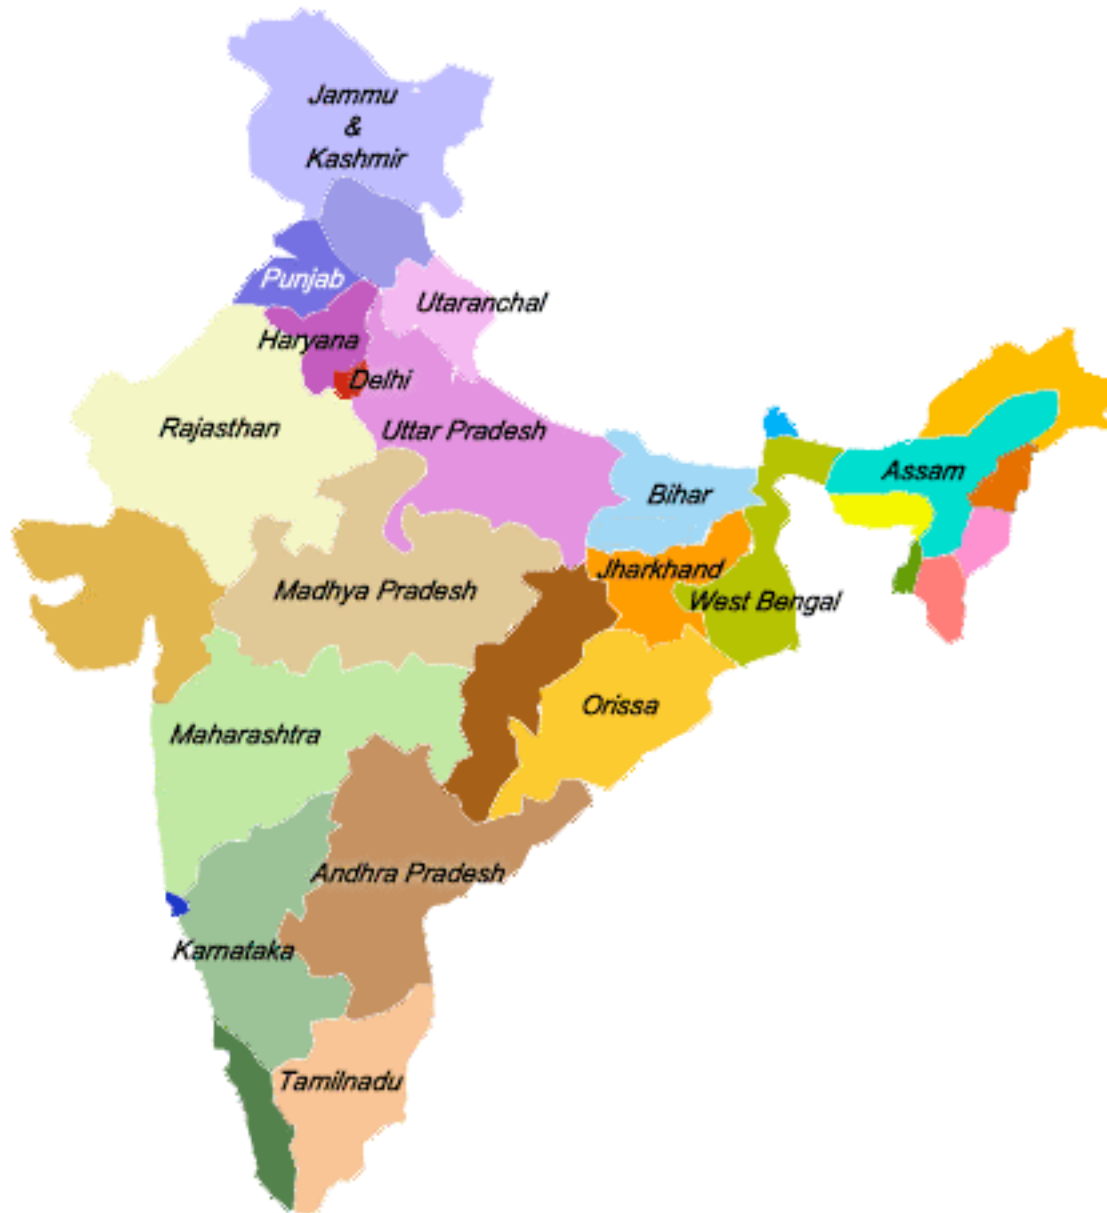 Jammu
&
Kashmir
Punjab
Utaranchal
Haryana
Delhi
Rajasthan
Uttar Pradesh
Assam
Bihar
Jharkhand
Madhya Pradesh
West Bengal
Orissa
Maharashtra
Andhra Pradesh
Karnataka
Tamilnadu